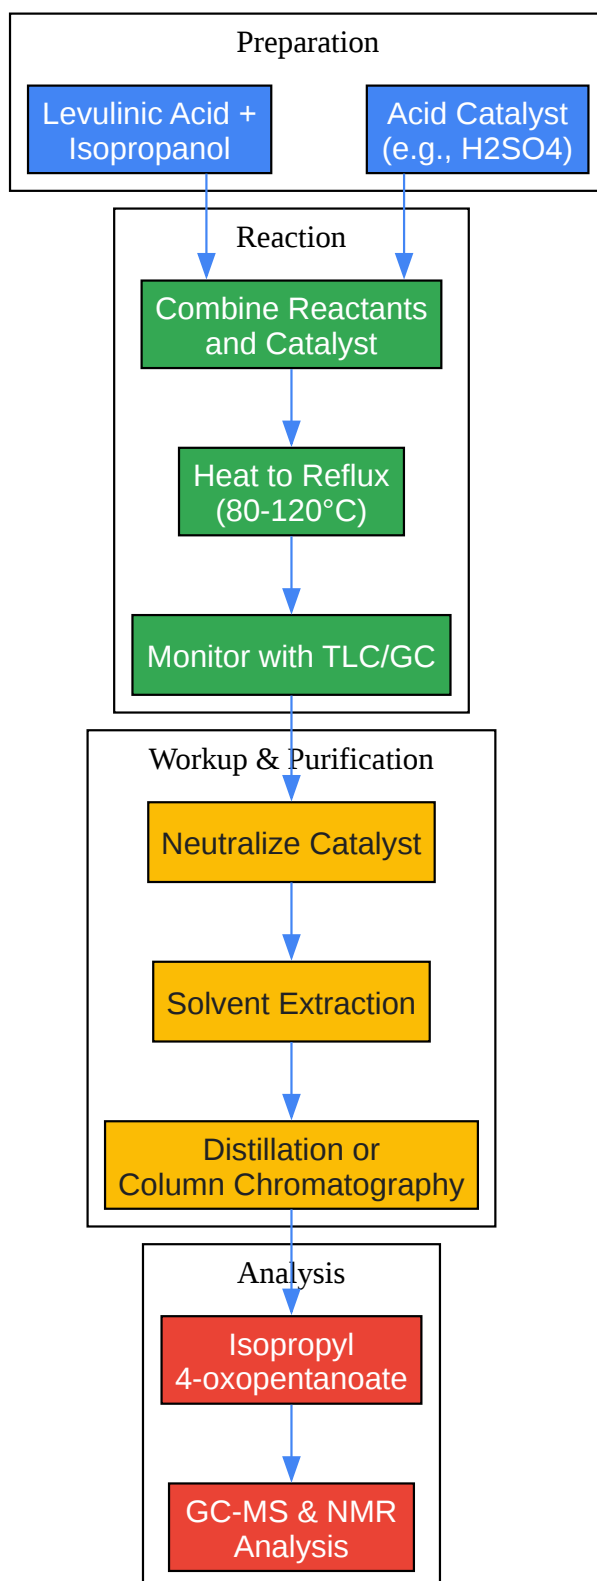 Preparation
Levulinic Acid +
Isopropanol
Acid Catalyst
(e.g., H2SO4)
Reaction
Combine Reactants
and Catalyst
Heat to Reflux
(80-120°C)
Monitor with TLC/GC
Workup & Purification
Neutralize Catalyst
Solvent Extraction
Distillation or
Column Chromatography
Analysis
Isopropyl
4-oxopentanoate
GC-MS & NMR
Analysis